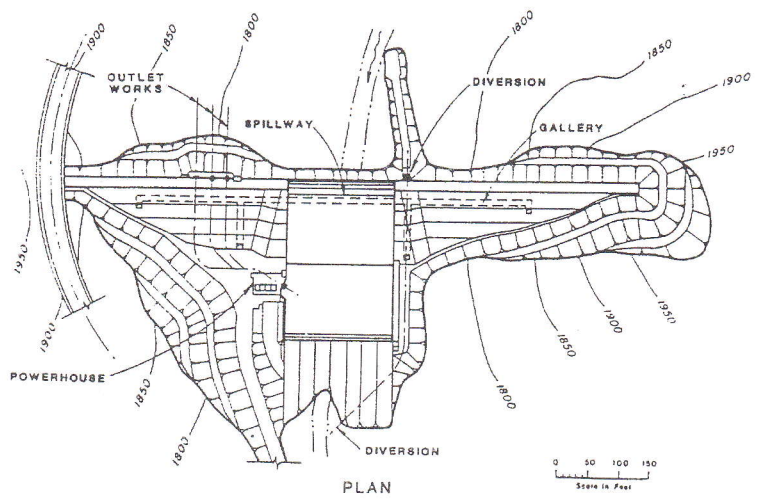 1900
1850
1800
1800
1850
1900
1950
OUTLET
WORKS
SPILLWAY
DIVERSION
GALLERY
1950
1900
POWERHOUSE
1850
1800
DIVERSION
1800
1850
1900
1950
PLAN
0 50 100 150
Scale in Feet